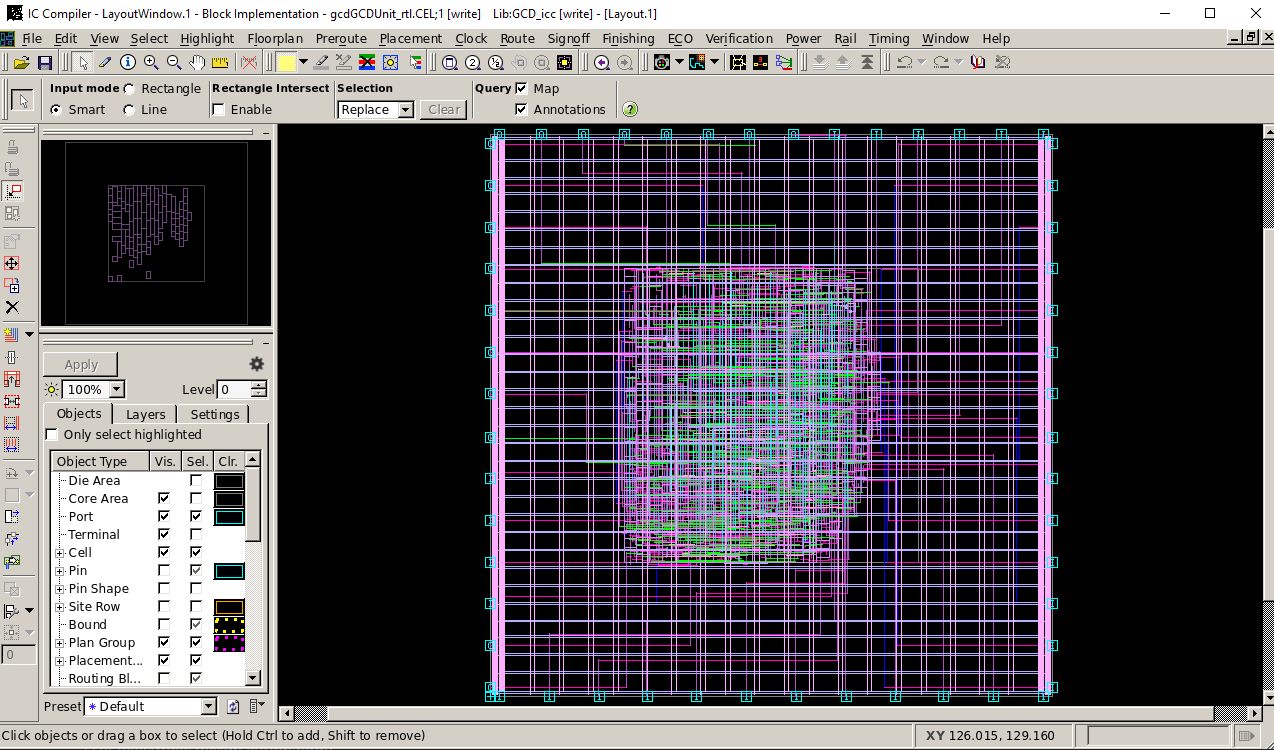 IC Compiler - LayoutWindow.1 - Block Implementation - gcdGCDUnit_rtl.CEL;1 [write]    Lib:GCD_icc [write] - [Layout.1]
File Edit View Select Highlight Floorplan Preroute Placement Clock Route Signoff Finishing ECO Verification Power Rail Timing Window Help
Input mode Rectangle Rectangle Intersect Selection Query Map
Smart Line Enable Replace Clear Annotations
Apply
100% Level 0
Objects Layers Settings
Only select highlighted
Object Type Vis. Sel. Clr.
Die Area
Core Area
Port
Terminal
Cell
Pin
Pin Shape
Site Row
Bound
Plan Group
Placement...
Routing Bl...
0
Preset * Default
Click objects or drag a box to select (Hold Ctrl to add, Shift to remove) XY 126.015, 129.160